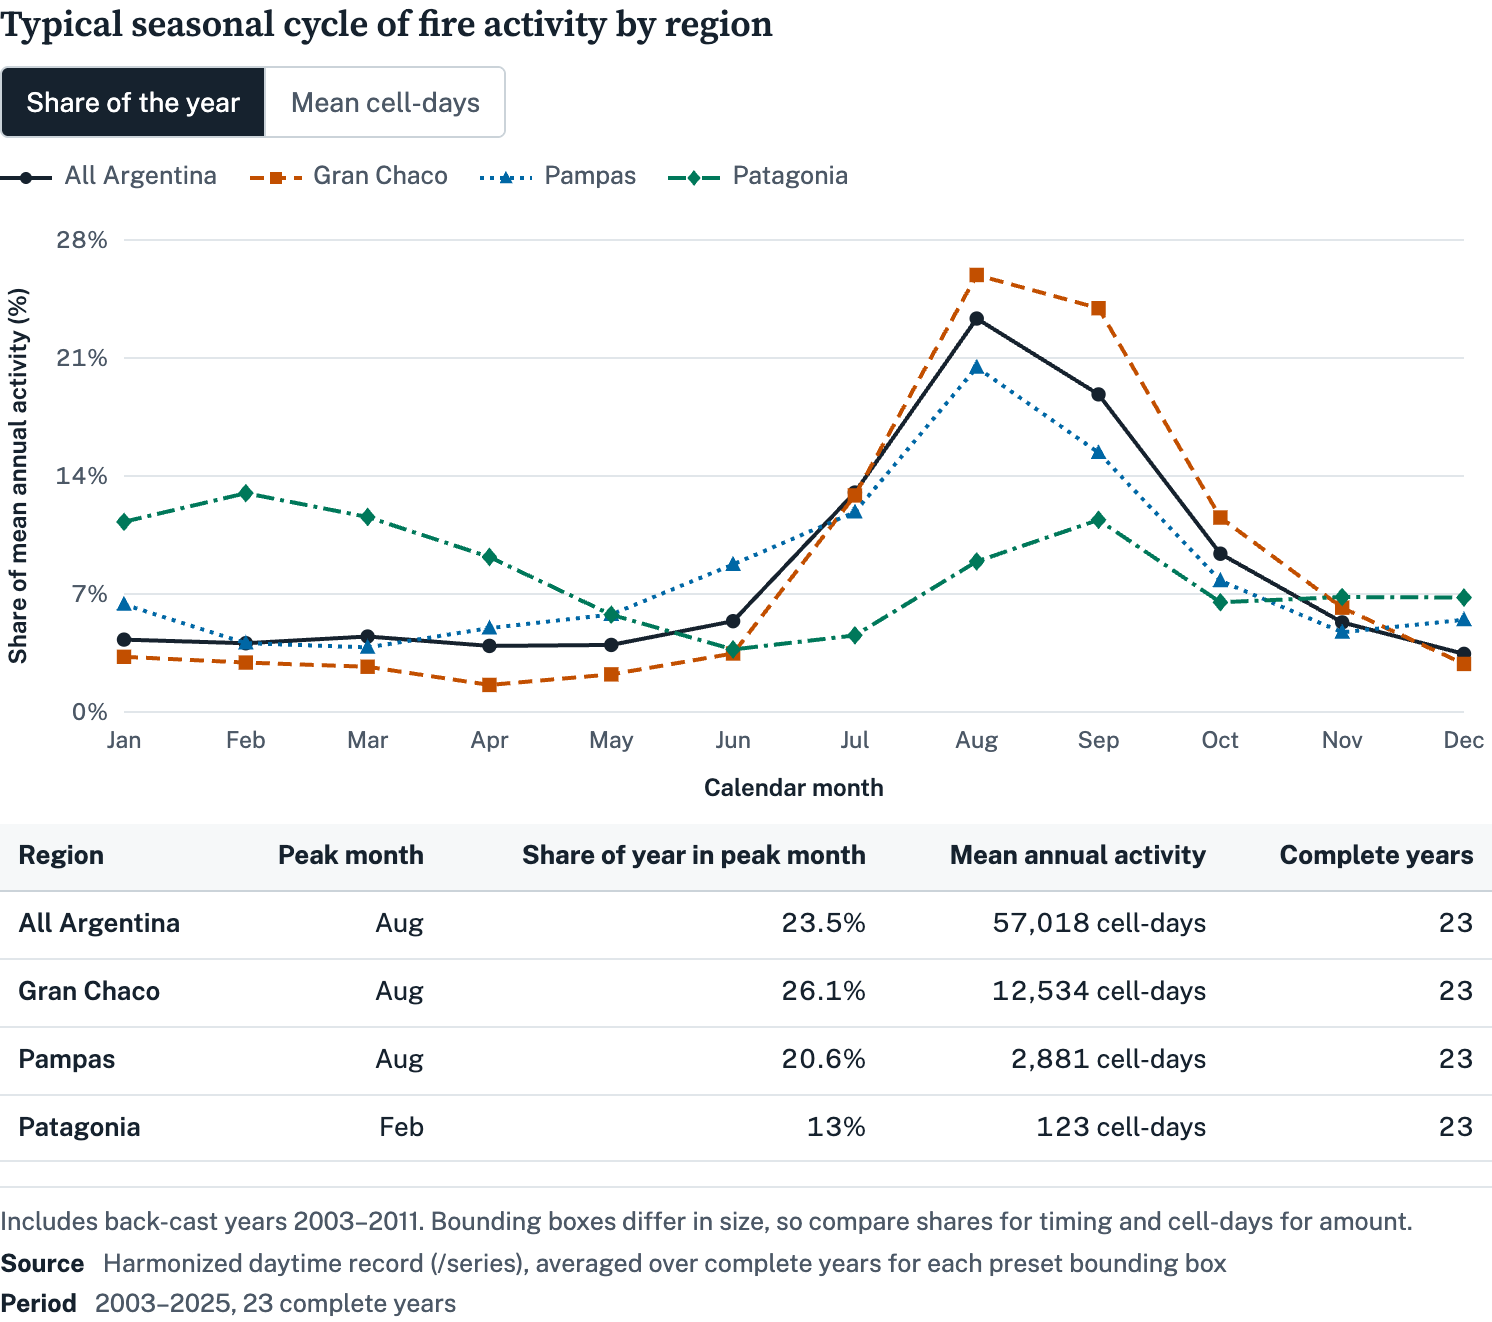 Typical seasonal cycle of fire activity by region
Share of the year Mean cell-days
All Argentina Gran Chaco Pampas Patagonia
28%
21%
14%
7%
0%
Share of mean annual activity (%)
Jan Feb Mar Apr May Jun Jul Aug Sep Oct Nov Dec
Calendar month
Region Peak month Share of year in peak month Mean annual activity Complete years
All Argentina Aug 23.5% 57,018 cell-days 23
Gran Chaco Aug 26.1% 12,534 cell-days 23
Pampas Aug 20.6% 2,881 cell-days 23
Patagonia Feb 13% 123 cell-days 23
Includes back-cast years 2003–2011. Bounding boxes differ in size, so compare shares for timing and cell-days for amount.
Source Harmonized daytime record (/series), averaged over complete years for each preset bounding box
Period 2003–2025, 23 complete years